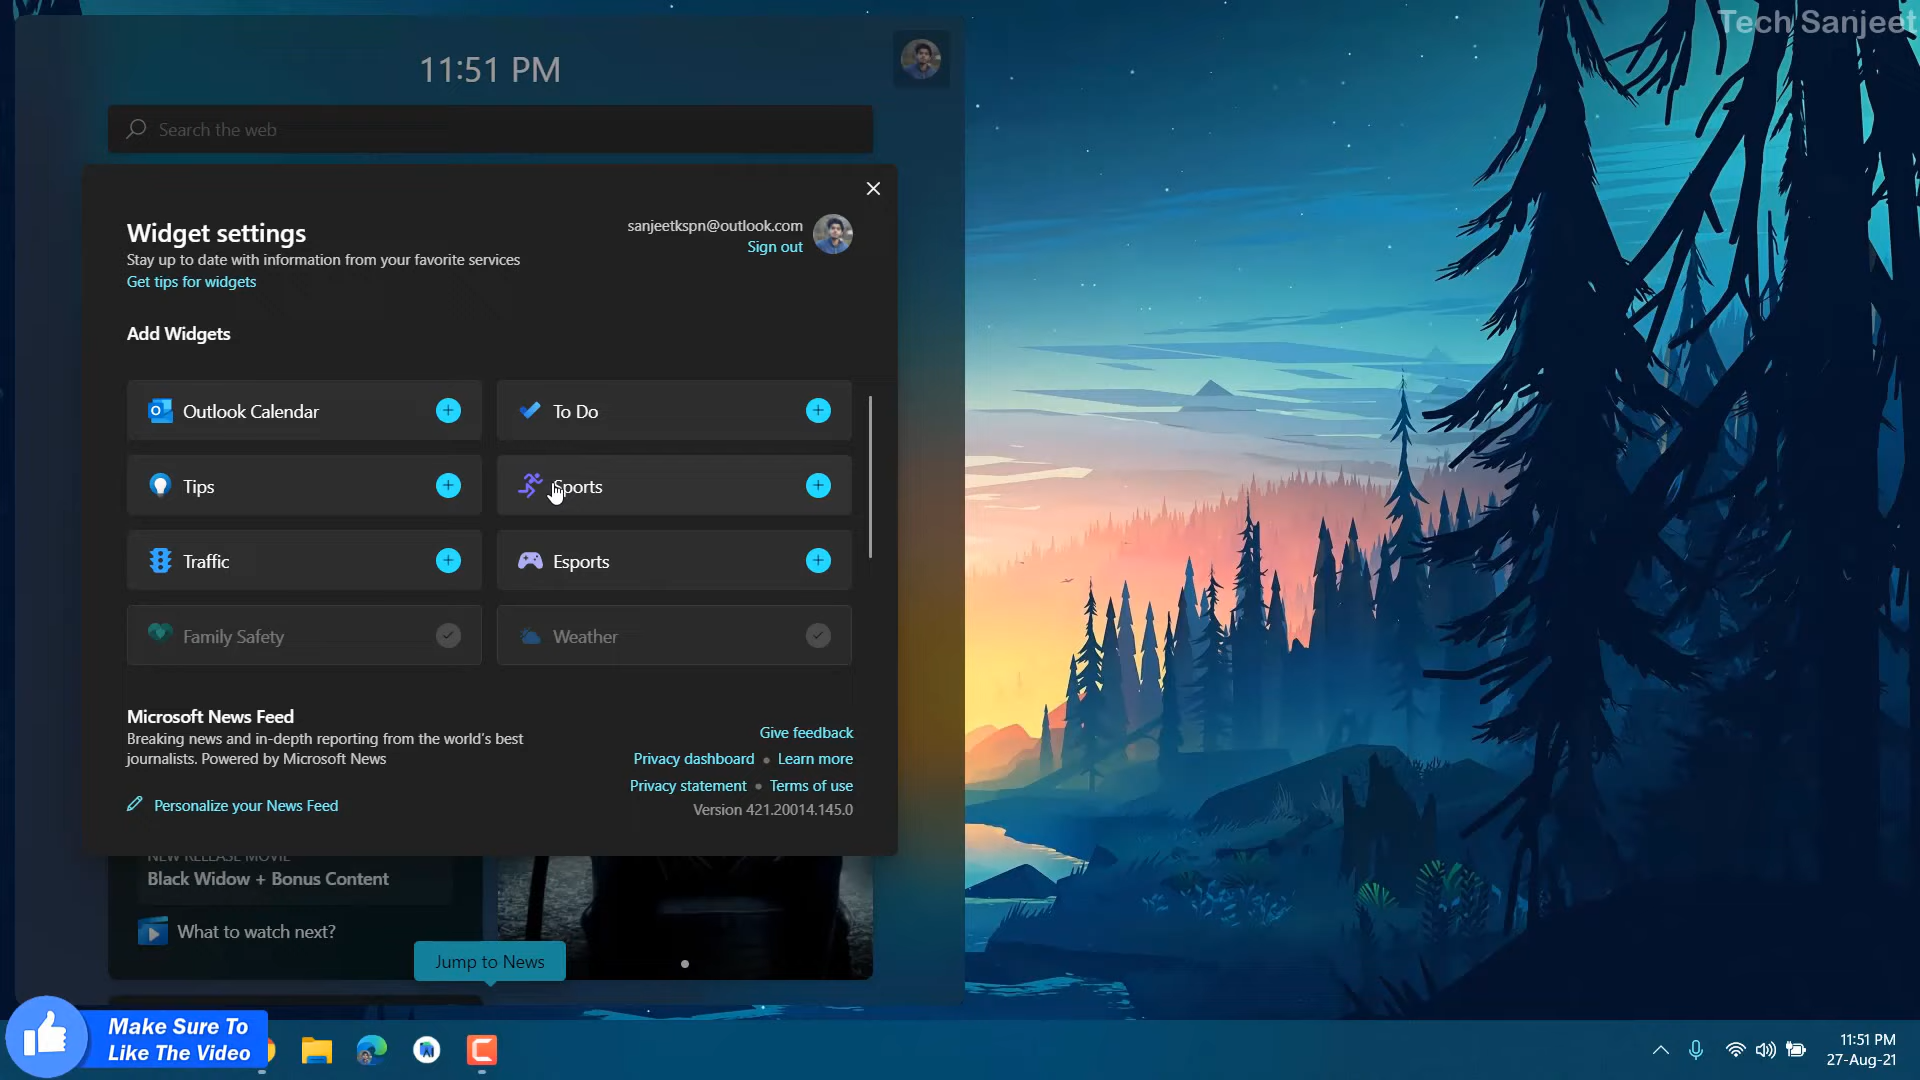 Tech Sanjeet
11:51 PM
Search the web
Widget settings
Stay up to date with information from your favorite services
Get tips for widgets
sanjeetkspn@outlook.com
Sign out
Add Widgets
Outlook Calendar
To Do
Tips
Sports
Traffic
Esports
Family Safety
Weather
Microsoft News Feed
Breaking news and in-depth reporting from the world's best
journalists. Powered by Microsoft News
Personalize your News Feed
Give feedback
Privacy dashboard • Learn more
Privacy statement • Terms of use
Version 421.20014.145.0
NEW RELEASE MOVIE
Black Widow + Bonus Content
What to watch next?
Jump to News
Make Sure To
Like The Video
11:51 PM
27-Aug-21